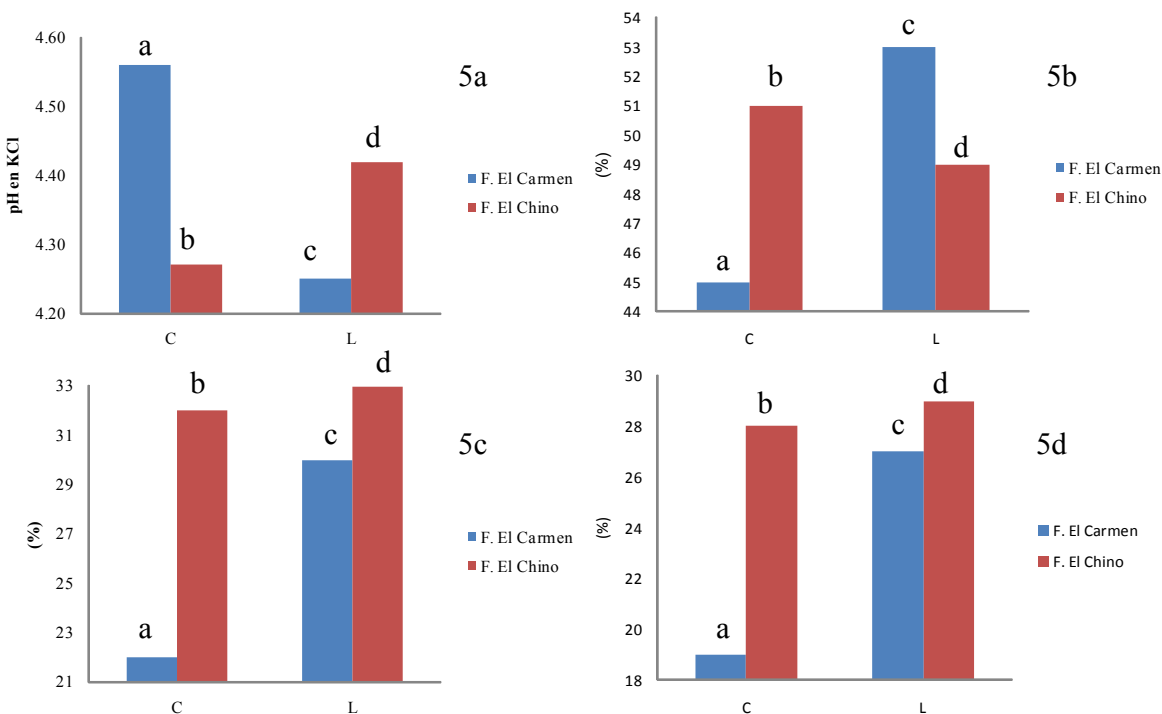 5a
pH en KCl
4.60
4.50
4.40
4.30
4.20
a
b
c
d
C
L
F. El Carmen
F. El Chino
5b
(%)
54
53
52
51
50
49
48
47
46
45
44
a
b
c
d
C
L
F. El Carmen
F. El Chino
5c
(%)
33
31
29
27
25
23
21
a
b
c
d
C
L
F. El Carmen
F. El Chino
5d
(%)
30
28
26
24
22
20
18
a
b
c
d
C
L
F. El Carmen
F. El Chino